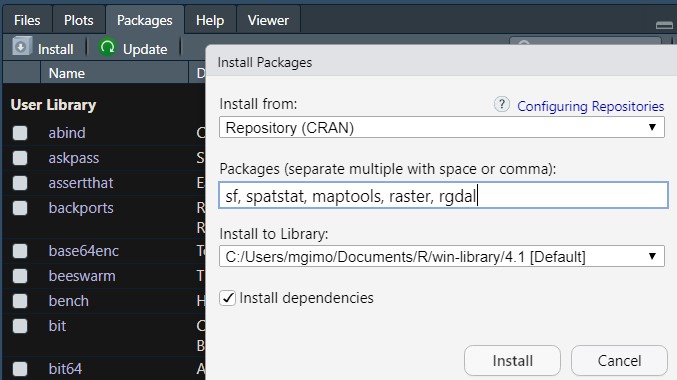 Files Plots Packages Help Viewer
Install Update
Name D
User Library
abind C
askpass S
assertthat Ea
backports R
R
base64enc To
beeswarm T
bench H
bit C
B
bit64 A
Install Packages
Install from: ? Configuring Repositories
Repository (CRAN)
Packages (separate multiple with space or comma):
sf, spatstat, maptools, raster, rgdal
Install to Library:
C:/Users/mgimo/Documents/R/win-library/4.1 [Default]
Install dependencies
Install Cancel